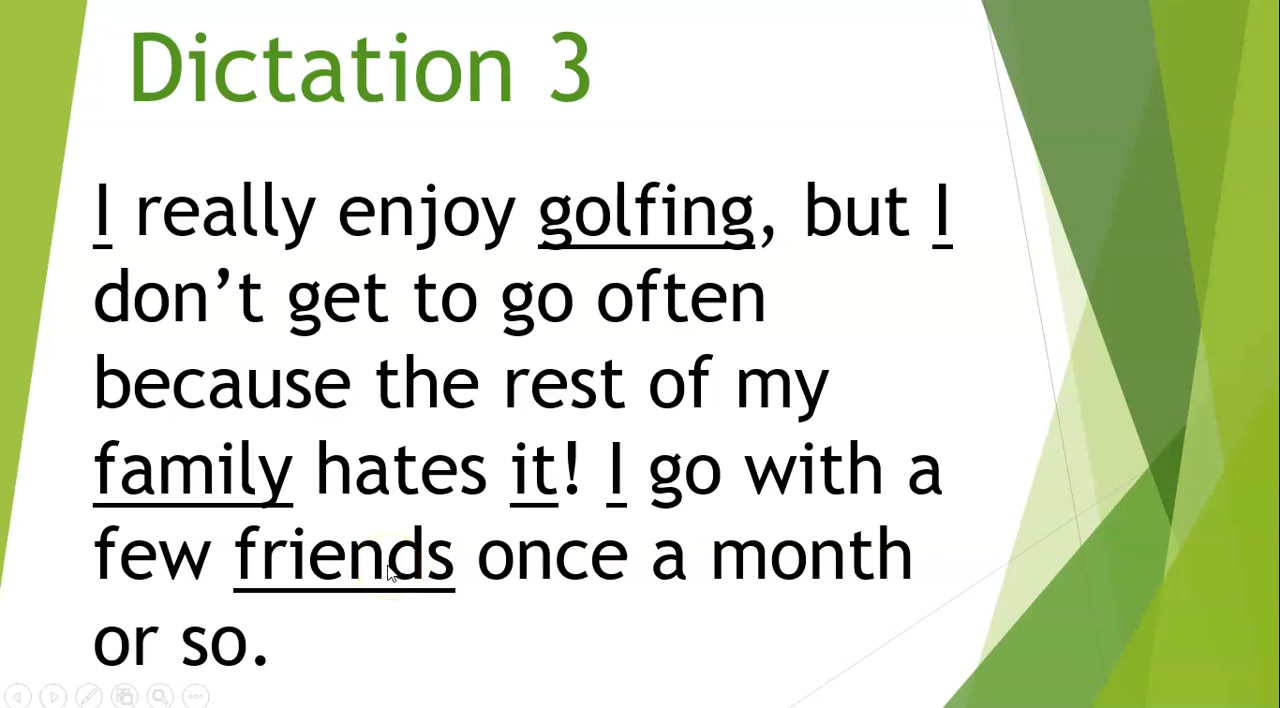 Dictation 3
I really enjoy golfing, but I
don’t get to go often
because the rest of my
family hates it! I go with a
few friends once a month
or so.